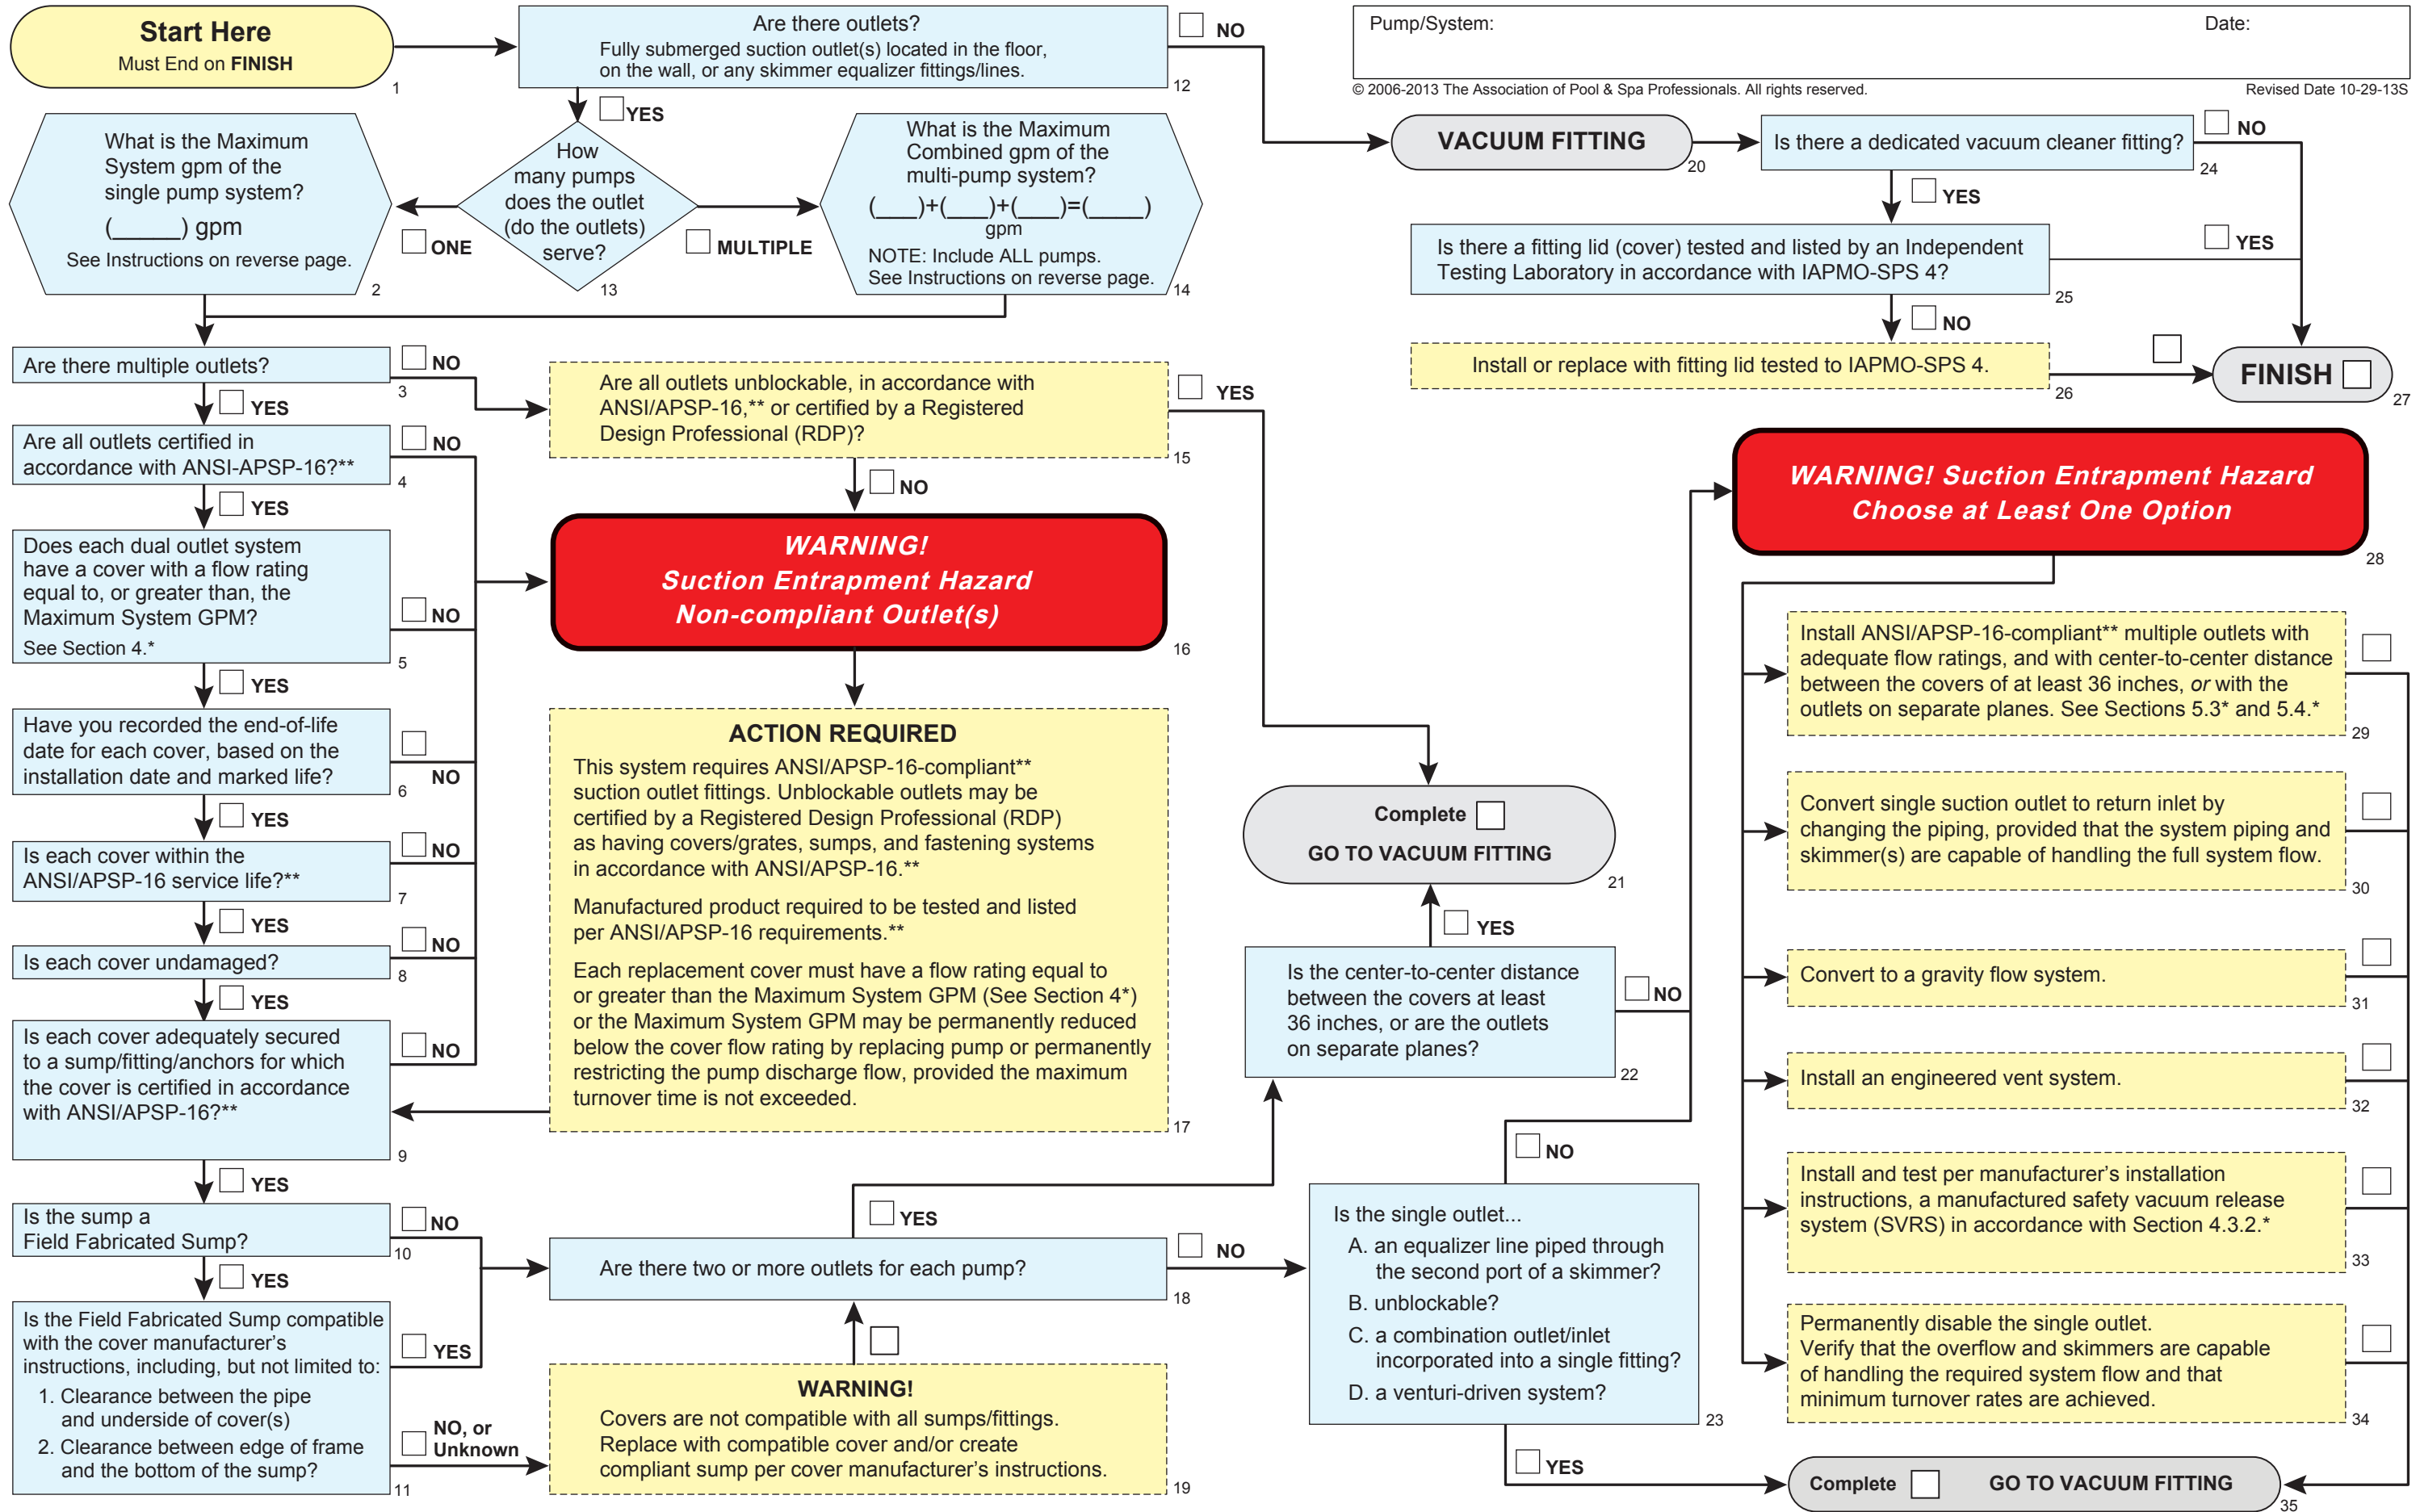 Start Here
Must End on FINISH
1
Are there outlets?
Fully submerged suction outlet(s) located in the floor,
on the wall, or any skimmer equalizer fittings/lines.
12
NO
YES
Pump/System:
Date:
© 2006-2013 The Association of Pool & Spa Professionals. All rights reserved.
Revised Date 10-29-13S
What is the Maximum
System gpm of the
single pump system?
(_____) gpm
See Instructions on reverse page.
2
How
many pumps
does the outlet
(do the outlets)
serve?
13
ONE
MULTIPLE
What is the Maximum
Combined gpm of the
multi-pump system?
(___)+(___)+(___)=(____)
gpm
NOTE: Include ALL pumps.
See Instructions on reverse page.
14
VACUUM FITTING
20
Is there a dedicated vacuum cleaner fitting?
24
NO
YES
Is there a fitting lid (cover) tested and listed by an Independent
Testing Laboratory in accordance with IAPMO-SPS 4?
25
YES
NO
Install or replace with fitting lid tested to IAPMO-SPS 4.
26
FINISH
27
Are there multiple outlets?
3
NO
YES
Are all outlets certified in
accordance with ANSI-APSP-16?**
4
NO
YES
Does each dual outlet system
have a cover with a flow rating
equal to, or greater than, the
Maximum System GPM?
See Section 4.*
5
NO
YES
Have you recorded the end-of-life
date for each cover, based on the
installation date and marked life?
6
NO
YES
Is each cover within the
ANSI/APSP-16 service life?**
7
NO
YES
Is each cover undamaged?
8
NO
YES
Is each cover adequately secured
to a sump/fitting/anchors for which
the cover is certified in accordance
with ANSI/APSP-16?**
9
NO
YES
Is the sump a
Field Fabricated Sump?
10
NO
YES
Is the Field Fabricated Sump compatible
with the cover manufacturer's
instructions, including, but not limited to:
1. Clearance between the pipe
and underside of cover(s)
2. Clearance between edge of frame
and the bottom of the sump?
11
YES
NO, or
Unknown
Are all outlets unblockable, in accordance with
ANSI/APSP-16,** or certified by a Registered
Design Professional (RDP)?
15
YES
NO
WARNING!
Suction Entrapment Hazard
Non-compliant Outlet(s)
16
ACTION REQUIRED
This system requires ANSI/APSP-16-compliant**
suction outlet fittings. Unblockable outlets may be
certified by a Registered Design Professional (RDP)
as having covers/grates, sumps, and fastening systems
in accordance with ANSI/APSP-16.**
Manufactured product required to be tested and listed
per ANSI/APSP-16 requirements.**
Each replacement cover must have a flow rating equal to
or greater than the Maximum System GPM (See Section 4*)
or the Maximum System GPM may be permanently reduced
below the cover flow rating by replacing pump or permanently
restricting the pump discharge flow, provided the maximum
turnover time is not exceeded.
17
YES
Are there two or more outlets for each pump?
18
NO
WARNING!
Covers are not compatible with all sumps/fittings.
Replace with compatible cover and/or create
compliant sump per cover manufacturer's instructions.
19
Complete
GO TO VACUUM FITTING
21
YES
Is the center-to-center distance
between the covers at least
36 inches, or are the outlets
on separate planes?
22
NO
NO
Is the single outlet...
A. an equalizer line piped through
the second port of a skimmer?
B. unblockable?
C. a combination outlet/inlet
incorporated into a single fitting?
D. a venturi-driven system?
23
YES
WARNING! Suction Entrapment Hazard
Choose at Least One Option
28
Install ANSI/APSP-16-compliant** multiple outlets with
adequate flow ratings, and with center-to-center distance
between the covers of at least 36 inches, or with the
outlets on separate planes. See Sections 5.3* and 5.4.*
29
Convert single suction outlet to return inlet by
changing the piping, provided that the system piping and
skimmer(s) are capable of handling the full system flow.
30
Convert to a gravity flow system.
31
Install an engineered vent system.
32
Install and test per manufacturer's installation
instructions, a manufactured safety vacuum release
system (SVRS) in accordance with Section 4.3.2.*
33
Permanently disable the single outlet.
Verify that the overflow and skimmers are capable
of handling the required system flow and that
minimum turnover rates are achieved.
34
Complete
GO TO VACUUM FITTING
35